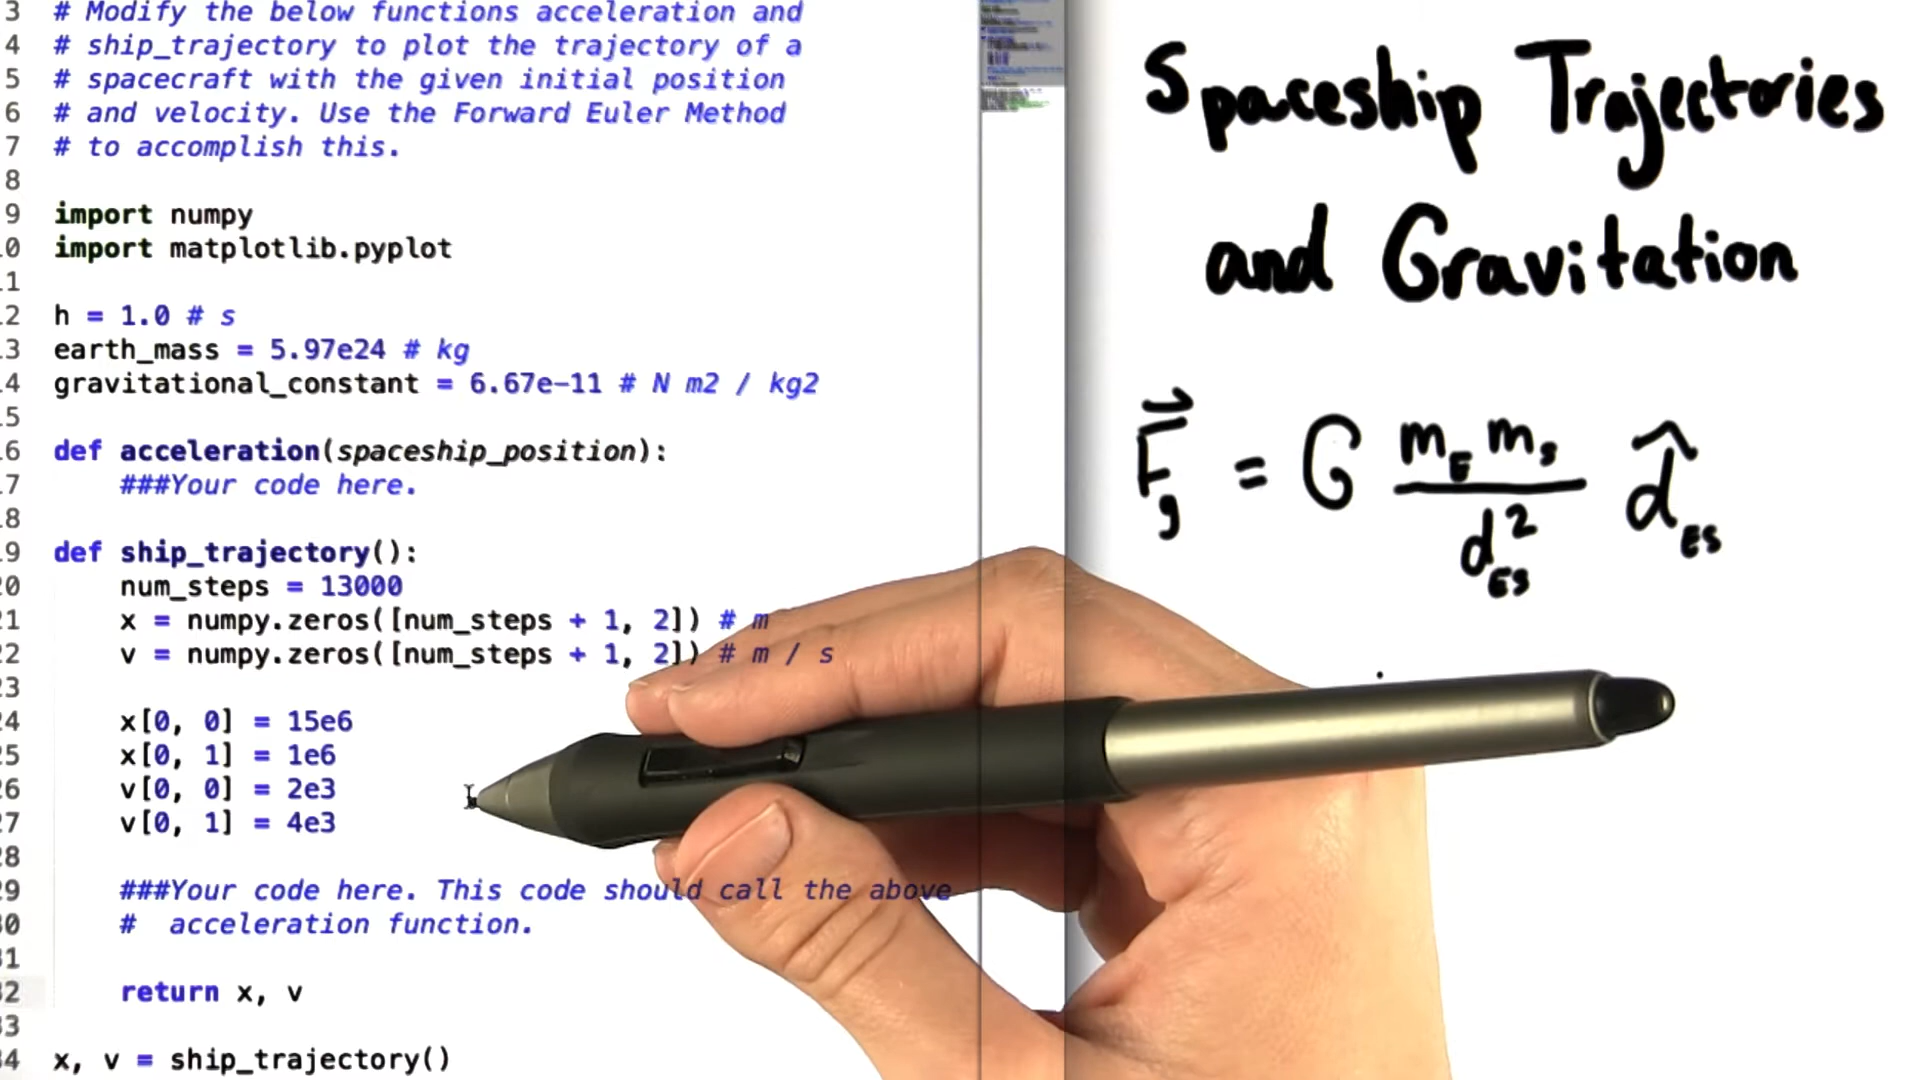 3 # Modify the below functions acceleration and
4 # ship_trajectory to plot the trajectory of a
5 # spacecraft with the given initial position
6 # and velocity. Use the Forward Euler Method
7 # to accomplish this.
8
9 import numpy
10 import matplotlib.pyplot
11
12 h = 1.0 # s
13 earth_mass = 5.97e24 # kg
14 gravitational_constant = 6.67e-11 # N m2 / kg2
15
16 def acceleration(spaceship_position):
17 ###Your code here.
18
19 def ship_trajectory():
20 num_steps = 13000
21 x = numpy.zeros([num_steps + 1, 2]) # m
22 v = numpy.zeros([num_steps + 1, 2]) # m / s
23
24 x[0, 0] = 15e6
25 x[0, 1] = 1e6
26 v[0, 0] = 2e3
27 v[0, 1] = 4e3
28
29 ###Your code here. This code should call the above
30 # acceleration function.
31
32 return x, v
33
34 x, v = ship_trajectory()
Spaceship Trajectories
and Gravitation
F⃗g = G mE mS / d²ES d̂ES